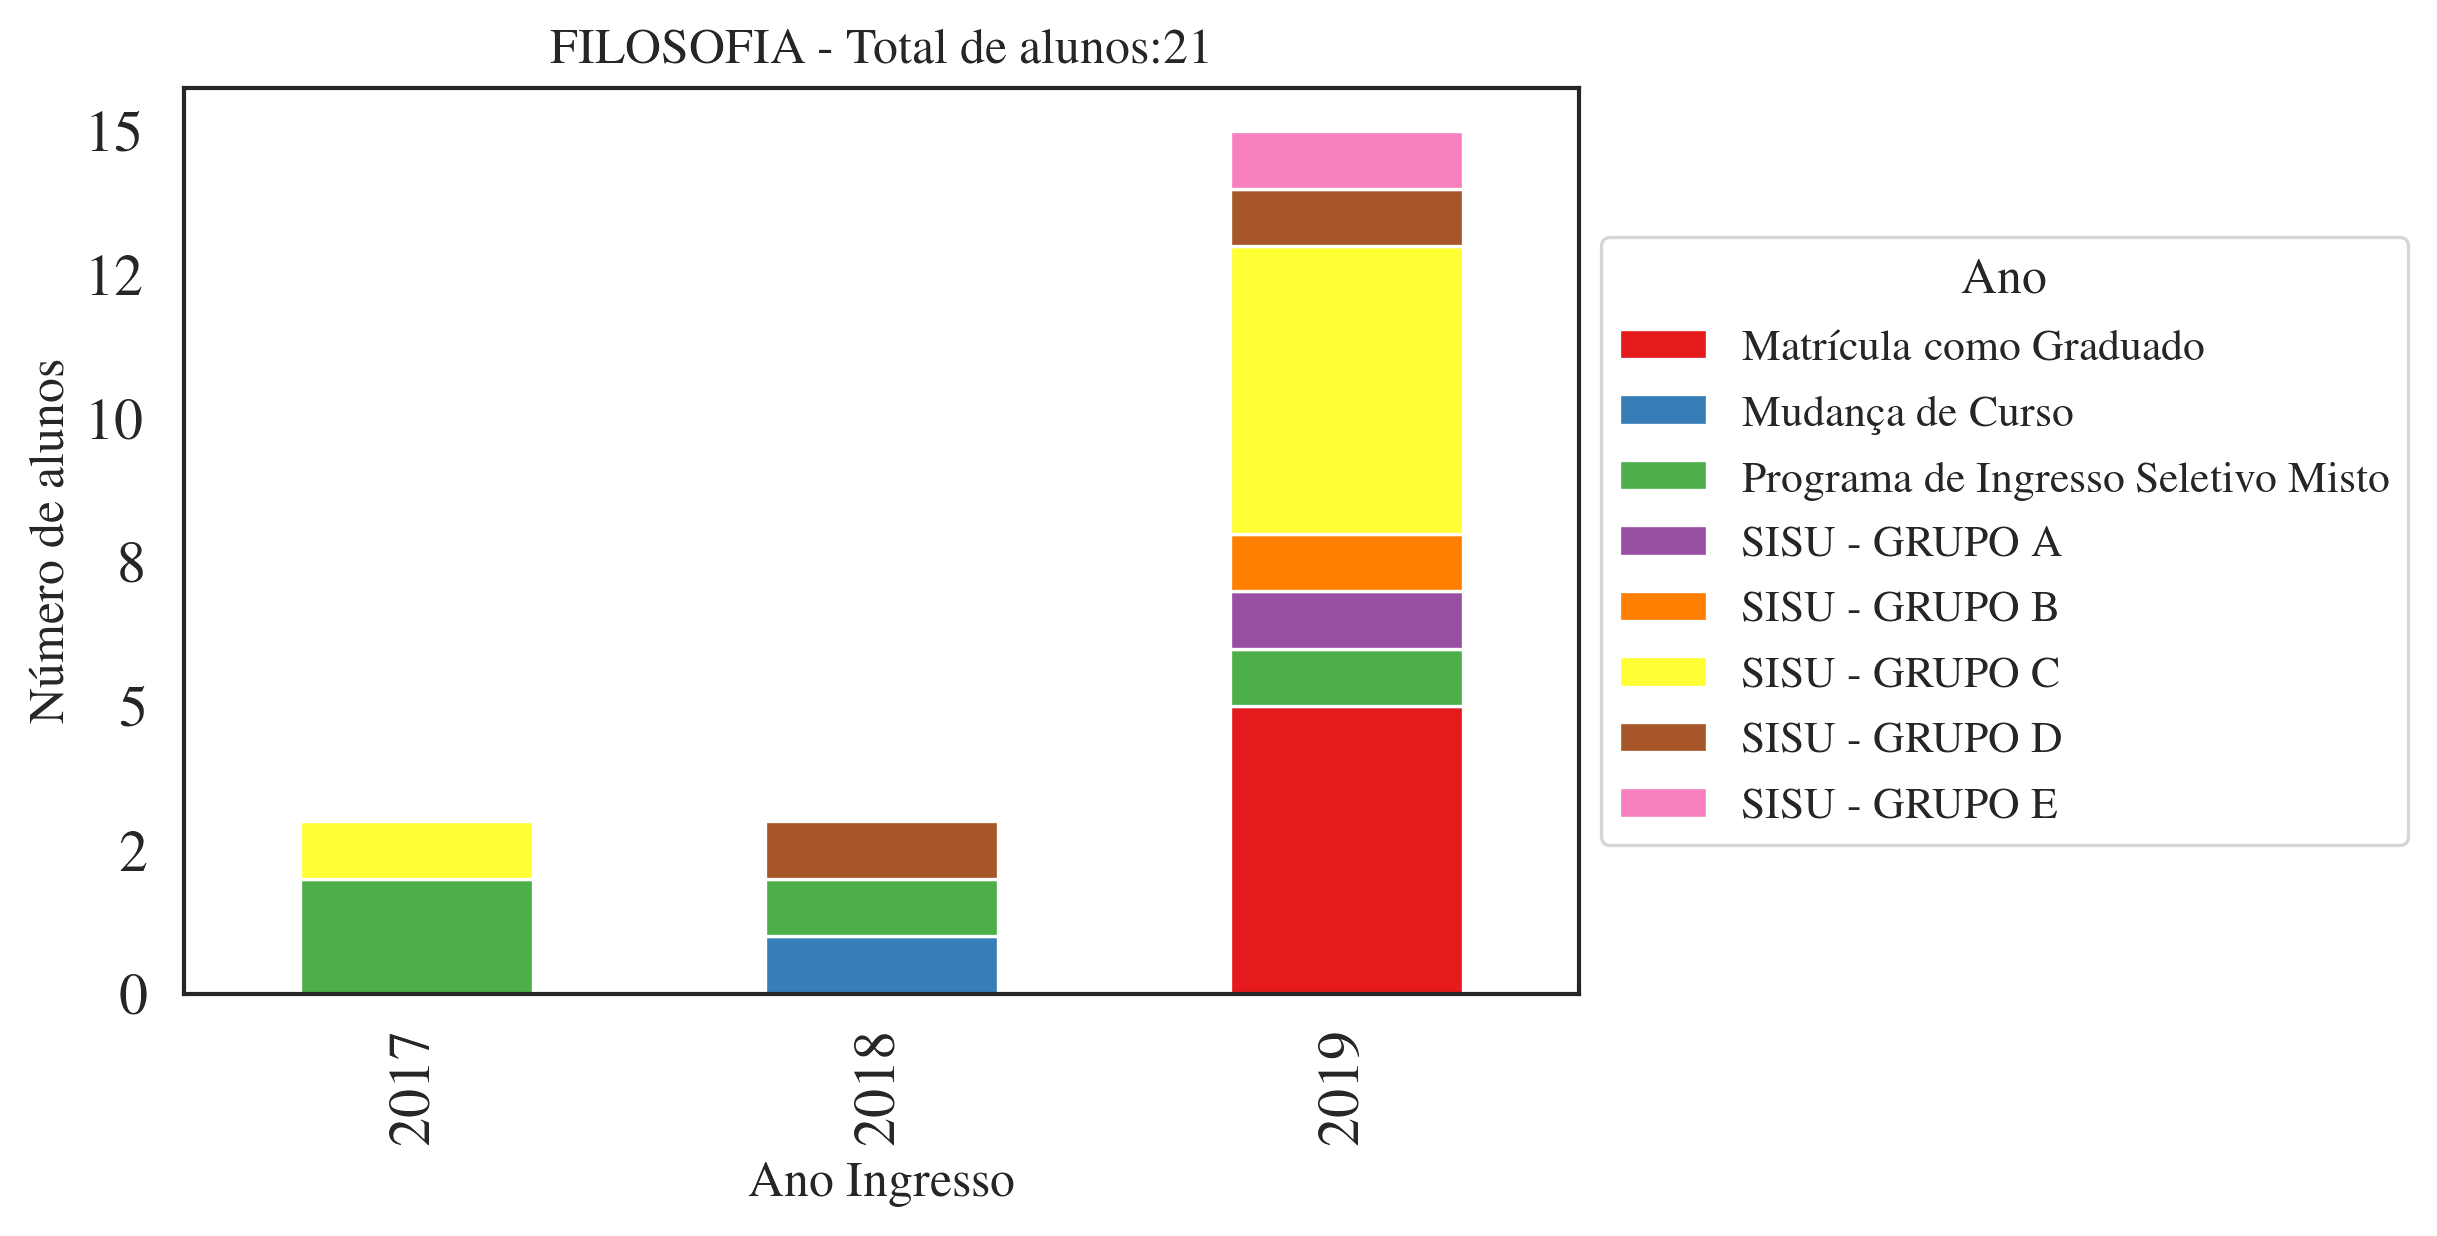 FILOSOFIA - Total de alunos:21
Número de alunos
15
12
10
8
5
2
0
2017
2018
2019
Ano Ingresso
Ano
Matrícula como Graduado
Mudança de Curso
Programa de Ingresso Seletivo Misto
SISU - GRUPO A
SISU - GRUPO B
SISU - GRUPO C
SISU - GRUPO D
SISU - GRUPO E